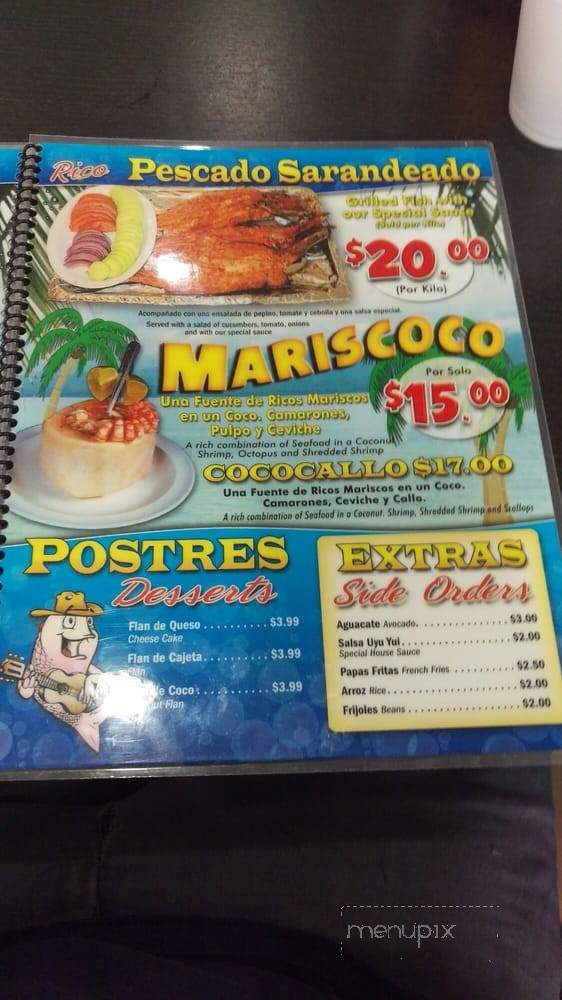 Rico Pescado Sarandeado
Grilled Fish with
our Special Sauce
(Sold per Kilo)
$20.00
(Por Kilo)
Acompañado con una ensalada de pepino, tomate y cebolla y una salsa especial.
Served with a salad of cucumbers, tomato, onions
and with our special sauce
MARISCOCO
Por Solo
$15.00
Una Fuente de Ricos Mariscos
en un Coco. Camarones,
Pulpo y Ceviche
A rich combination of Seafood in a Coconut
Shrimp, Octopus and Shredded Shrimp
COCOCALLO $17.00
Una Fuente de Ricos Mariscos en un Coco.
Camarones, Ceviche y Callo.
A rich combination of Seafood in a Coconut. Shrimp, Shredded Shrimp and Scallops
POSTRES
Desserts
Flan de Queso.......... $3.99
Cheese Cake
Flan de Cajeta.......... $3.99
Flan
de Coco.......... $3.99
Flan
EXTRAS
Side Orders
Aguacate Avocado............... $3.00
Salsa Uyu Yui................. $2.00
Special House Sauce
Papas Fritas French Fries.......... $2.50
Arroz Rice..................... $2.00
Frijoles Beans................... $2.00
menupix